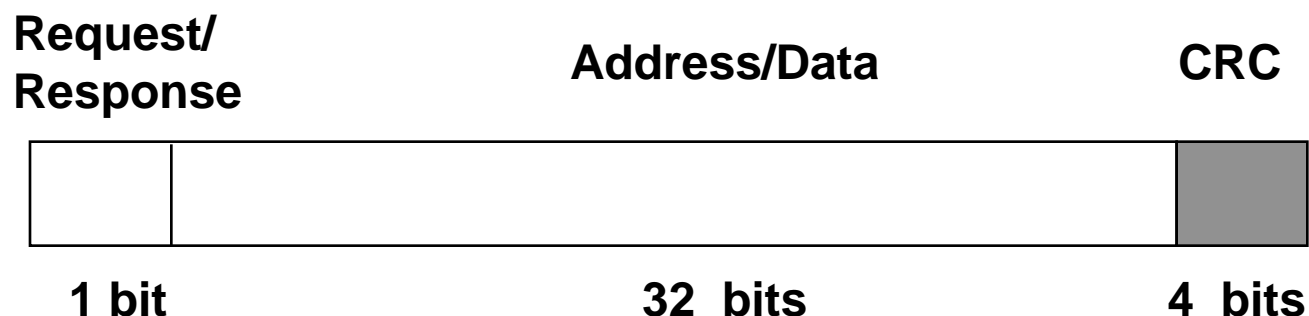 Request/
Response
Address/Data
CRC
1 bit
32 bits
4 bits